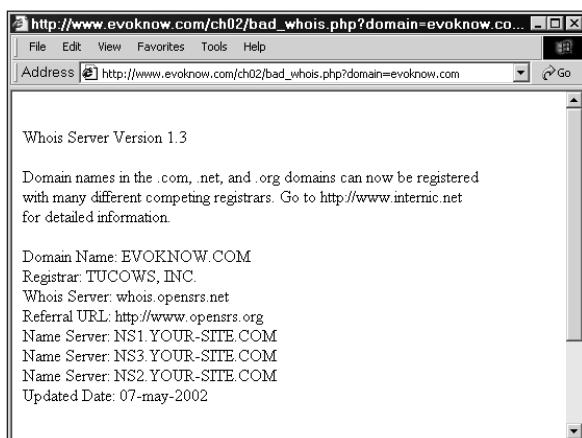 http://www.evoknow.com/ch02/bad_whois.php?domain=evoknow.co...
File Edit View Favorites Tools Help
Address http://www.evoknow.com/ch02/bad_whois.php?domain=evoknow.com Go
Whois Server Version 1.3
Domain names in the .com, .net, and .org domains can now be registered
with many different competing registrars. Go to http://www.internic.net
for detailed information.
Domain Name: EVOKNOW.COM
Registrar: TUCOWS, INC.
Whois Server: whois.opensrs.net
Referral URL: http://www.opensrs.org
Name Server: NS1.YOUR-SITE.COM
Name Server: NS3.YOUR-SITE.COM
Name Server: NS2.YOUR-SITE.COM
Updated Date: 07-may-2002